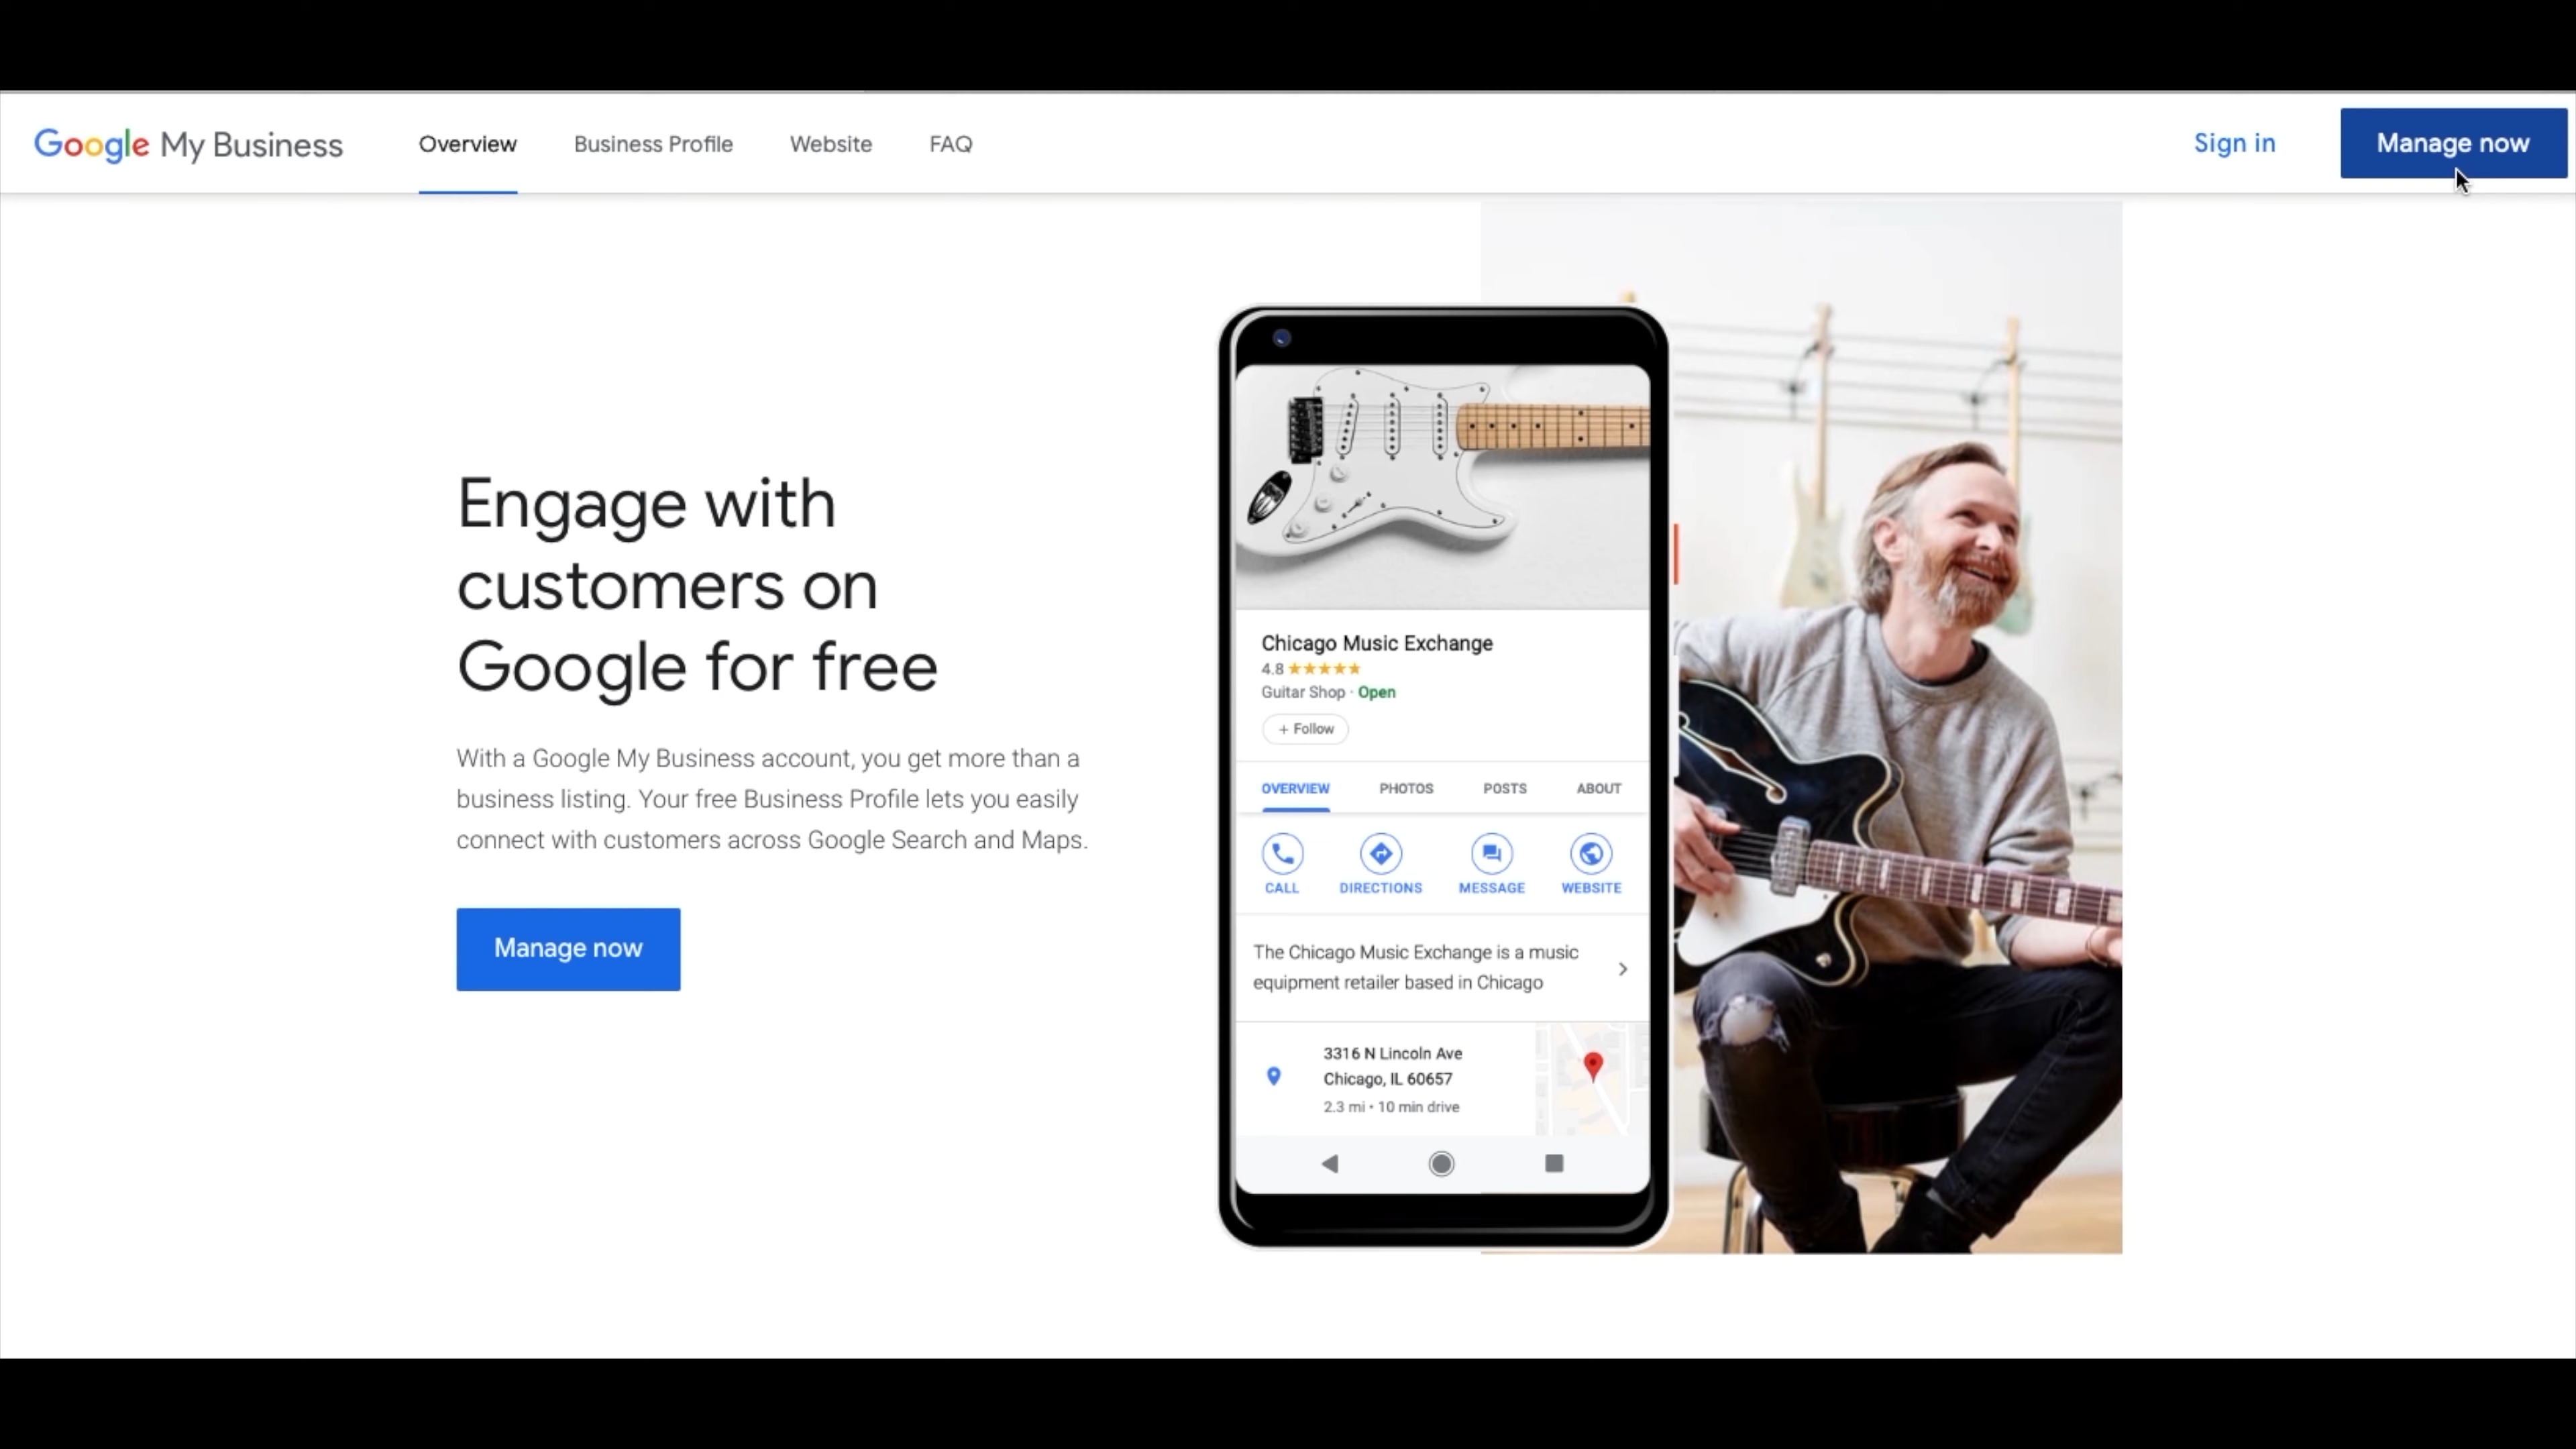 Google My Business
Overview
Business Profile
Website
FAQ
Sign in
Manage now
Engage with
customers on
Google for free
With a Google My Business account, you get more than a
business listing. Your free Business Profile lets you easily
connect with customers across Google Search and Maps.
Manage now
Chicago Music Exchange
4.8
Guitar Shop · Open
+ Follow
OVERVIEW
PHOTOS
POSTS
ABOUT
CALL
DIRECTIONS
MESSAGE
WEBSITE
The Chicago Music Exchange is a music
equipment retailer based in Chicago
3316 N Lincoln Ave
Chicago, IL 60657
2.3 mi • 10 min drive